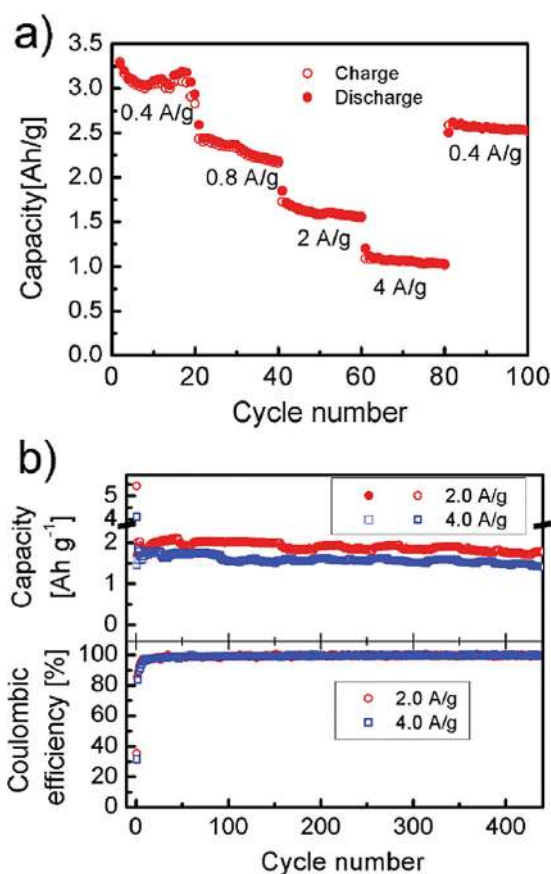 a)
Capacity[Ah/g]
3.5
3.0
2.5
2.0
1.5
1.0
0.5
0.0
Charge
Discharge
0.4 A/g
0.8 A/g
2 A/g
4 A/g
0.4 A/g
0 20 40 60 80 100
Cycle number
b)
Capacity
[Ah g⁻¹]
5
4
2
1
0
2.0 A/g
4.0 A/g
Coulombic
efficiency [%]
100
80
60
40
20
0
2.0 A/g
4.0 A/g
0 100 200 300 400
Cycle number